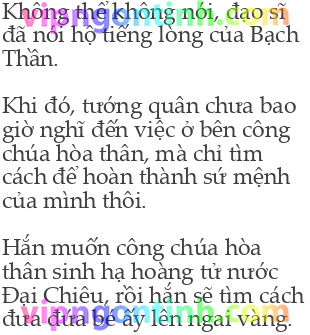 Không thể không nói, đạo sĩ
đã nói hộ tiếng lòng của Bạch
Thần.
Khi đó, tướng quân chưa bao
giờ nghĩ đến việc ở bên công
chúa hòa thân, mà chỉ tìm
cách để hoàn thành sứ mệnh
của mình thôi.
Hắn muốn công chúa hòa
thân sinh hạ hoàng tử nước
Đại Chiêu, rồi hắn sẽ tìm cách
đưa đứa bé ấy lên ngai vàng.
vipngontinh.com
vipngontinh.com